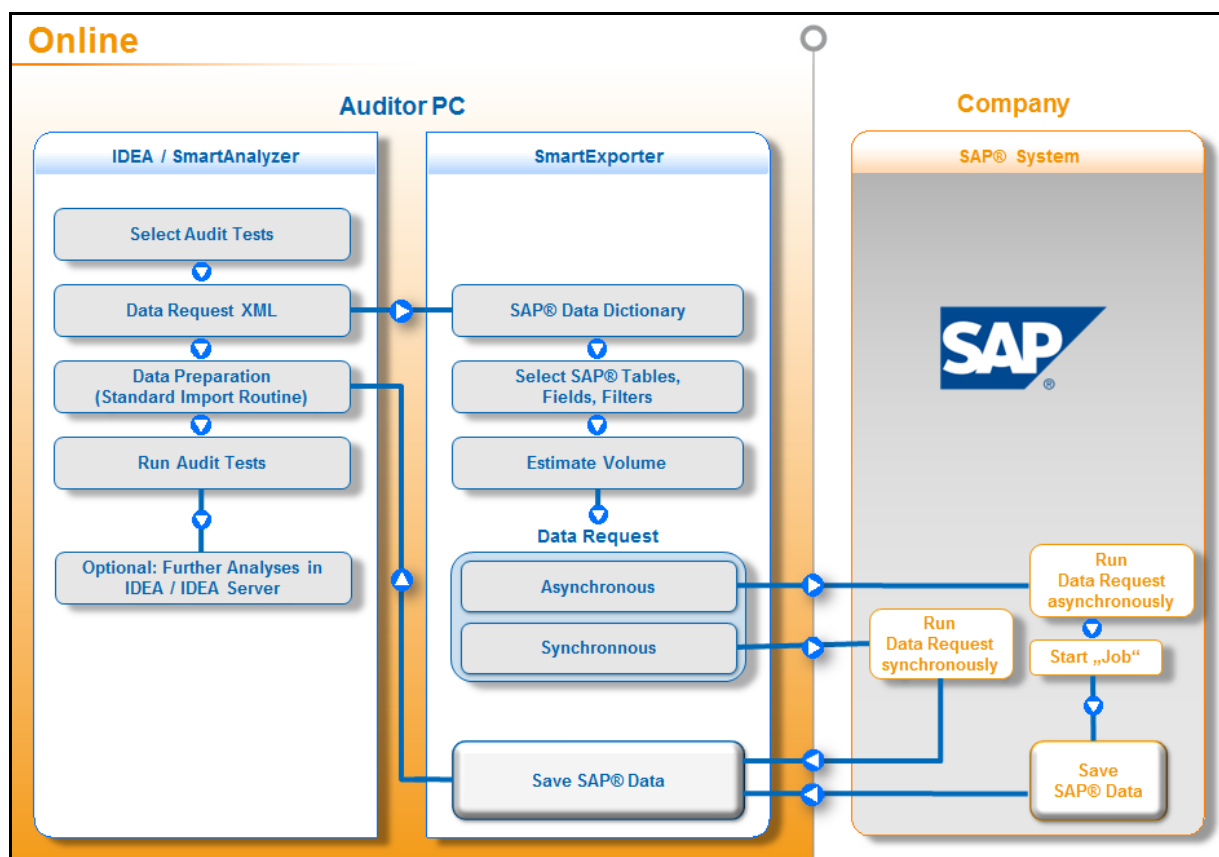 Online
Auditor PC
Company
IDEA / SmartAnalyzer
SmartExporter
SAP® System
Select Audit Tests
Data Request XML
Data Preparation
(Standard Import Routine)
Run Audit Tests
Optional: Further Analyses in
IDEA / IDEA Server
SAP® Data Dictionary
Select SAP® Tables,
Fields, Filters
Estimate Volume
Data Request
Asynchronous
Synchronnous
Save SAP® Data
SAP
®
Run
Data Request
asynchronously
Run
Data Request
synchronously
Start „Job“
Save
SAP® Data